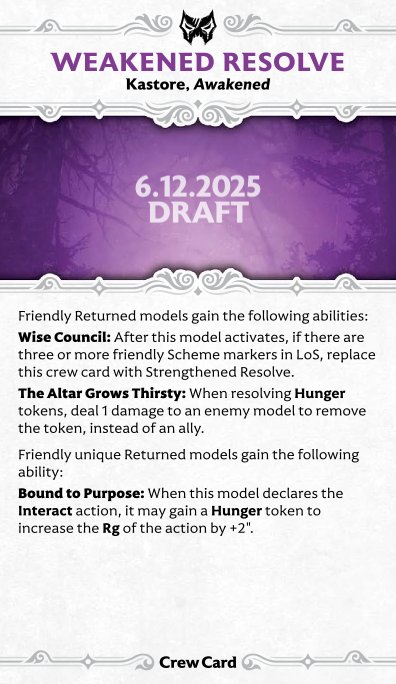 WEAKENED RESOLVE
Kastore, Awakened
6.12.2025
DRAFT
Friendly Returned models gain the following abilities:
Wise Council: After this model activates, if there are
three or more friendly Scheme markers in LoS, replace
this crew card with Strengthened Resolve.
The Altar Grows Thirsty: When resolving Hunger
tokens, deal 1 damage to an enemy model to remove
the token, instead of an ally.
Friendly unique Returned models gain the following
ability:
Bound to Purpose: When this model declares the
Interact action, it may gain a Hunger token to
increase the Rg of the action by +2".
Crew Card